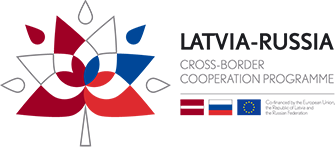 LATVIA-RUSSIA
CROSS-BORDER
COOPERATION PROGRAMME
Co-financed by the European Union,
the Republic of Latvia and
the Russian Federation